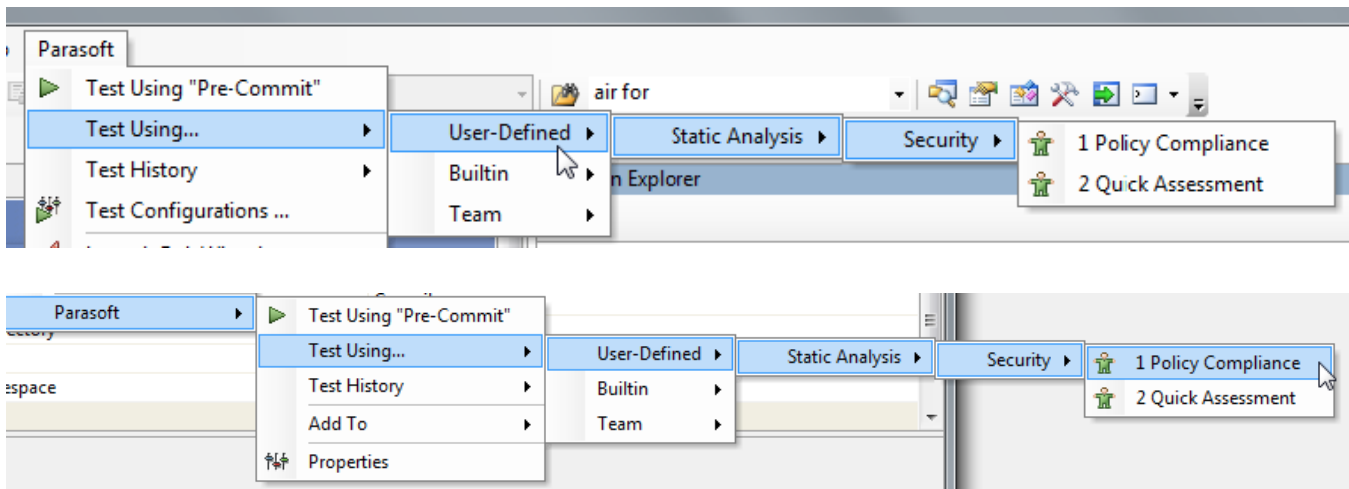 Parasoft
Test Using "Pre-Commit"
air for
Test Using...
User-Defined
Static Analysis
Security
1 Policy Compliance
Test History
Builtin
n Explorer
2 Quick Assessment
Test Configurations ...
Team
Parasoft
Test Using "Pre-Commit"
Test Using...
User-Defined
Static Analysis
Security
1 Policy Compliance
espace
Test History
Builtin
2 Quick Assessment
Add To
Team
Properties